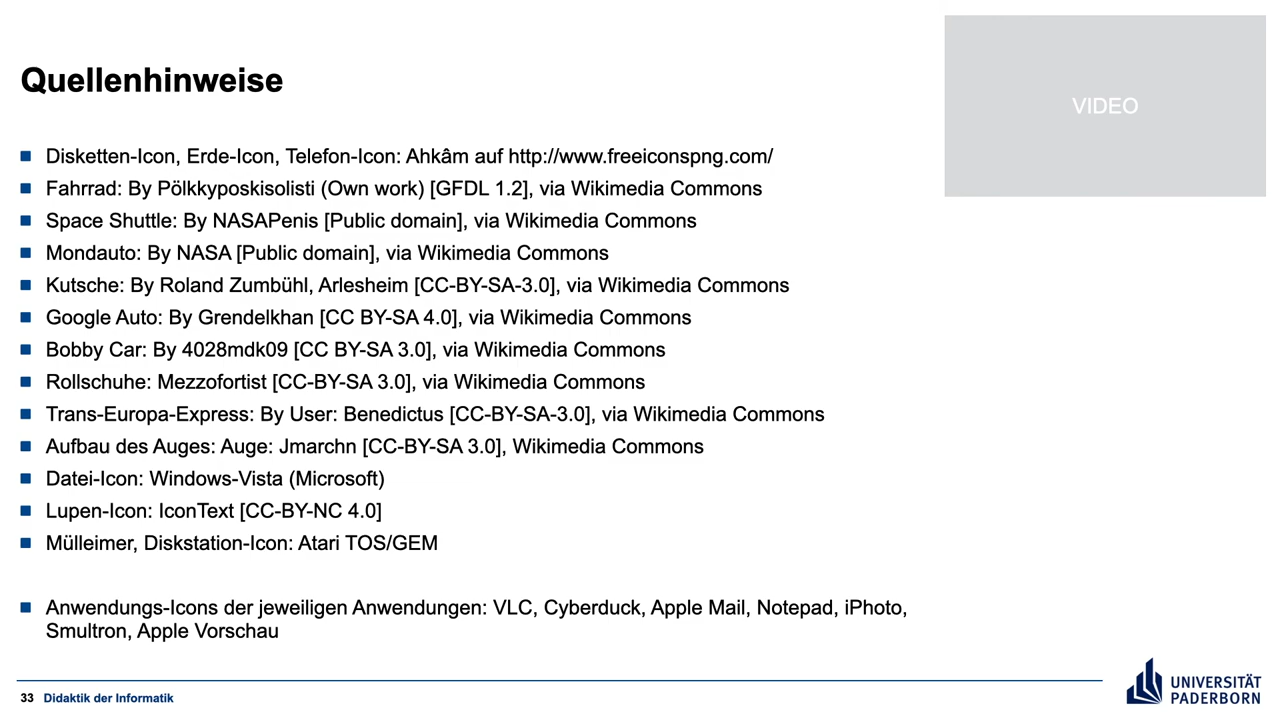 VIDEO
Quellenhinweise
Disketten-Icon, Erde-Icon, Telefon-Icon: Ahkâm auf http://www.freeiconspng.com/
Fahrrad: By Pölkkyposkisolisti (Own work) [GFDL 1.2], via Wikimedia Commons
Space Shuttle: By NASAPenis [Public domain], via Wikimedia Commons
Mondauto: By NASA [Public domain], via Wikimedia Commons
Kutsche: By Roland Zumbühl, Arlesheim [CC-BY-SA-3.0], via Wikimedia Commons
Google Auto: By Grendelkhan [CC BY-SA 4.0], via Wikimedia Commons
Bobby Car: By 4028mdk09 [CC BY-SA 3.0], via Wikimedia Commons
Rollschuhe: Mezzofortist [CC-BY-SA 3.0], via Wikimedia Commons
Trans-Europa-Express: By User: Benedictus [CC-BY-SA-3.0], via Wikimedia Commons
Aufbau des Auges: Auge: Jmarchn [CC-BY-SA 3.0], Wikimedia Commons
Datei-Icon: Windows-Vista (Microsoft)
Lupen-Icon: IconText [CC-BY-NC 4.0]
Mülleimer, Diskstation-Icon: Atari TOS/GEM
Anwendungs-Icons der jeweiligen Anwendungen: VLC, Cyberduck, Apple Mail, Notepad, iPhoto,
Smultron, Apple Vorschau
33 Didaktik der Informatik
UNIVERSITÄT
PADERBORN